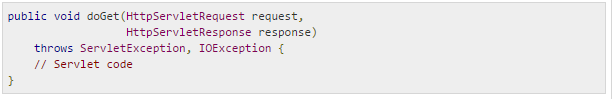 public void doGet(HttpServletRequest request,
HttpServletResponse response)
throws ServletException, IOException {
// Servlet code
}